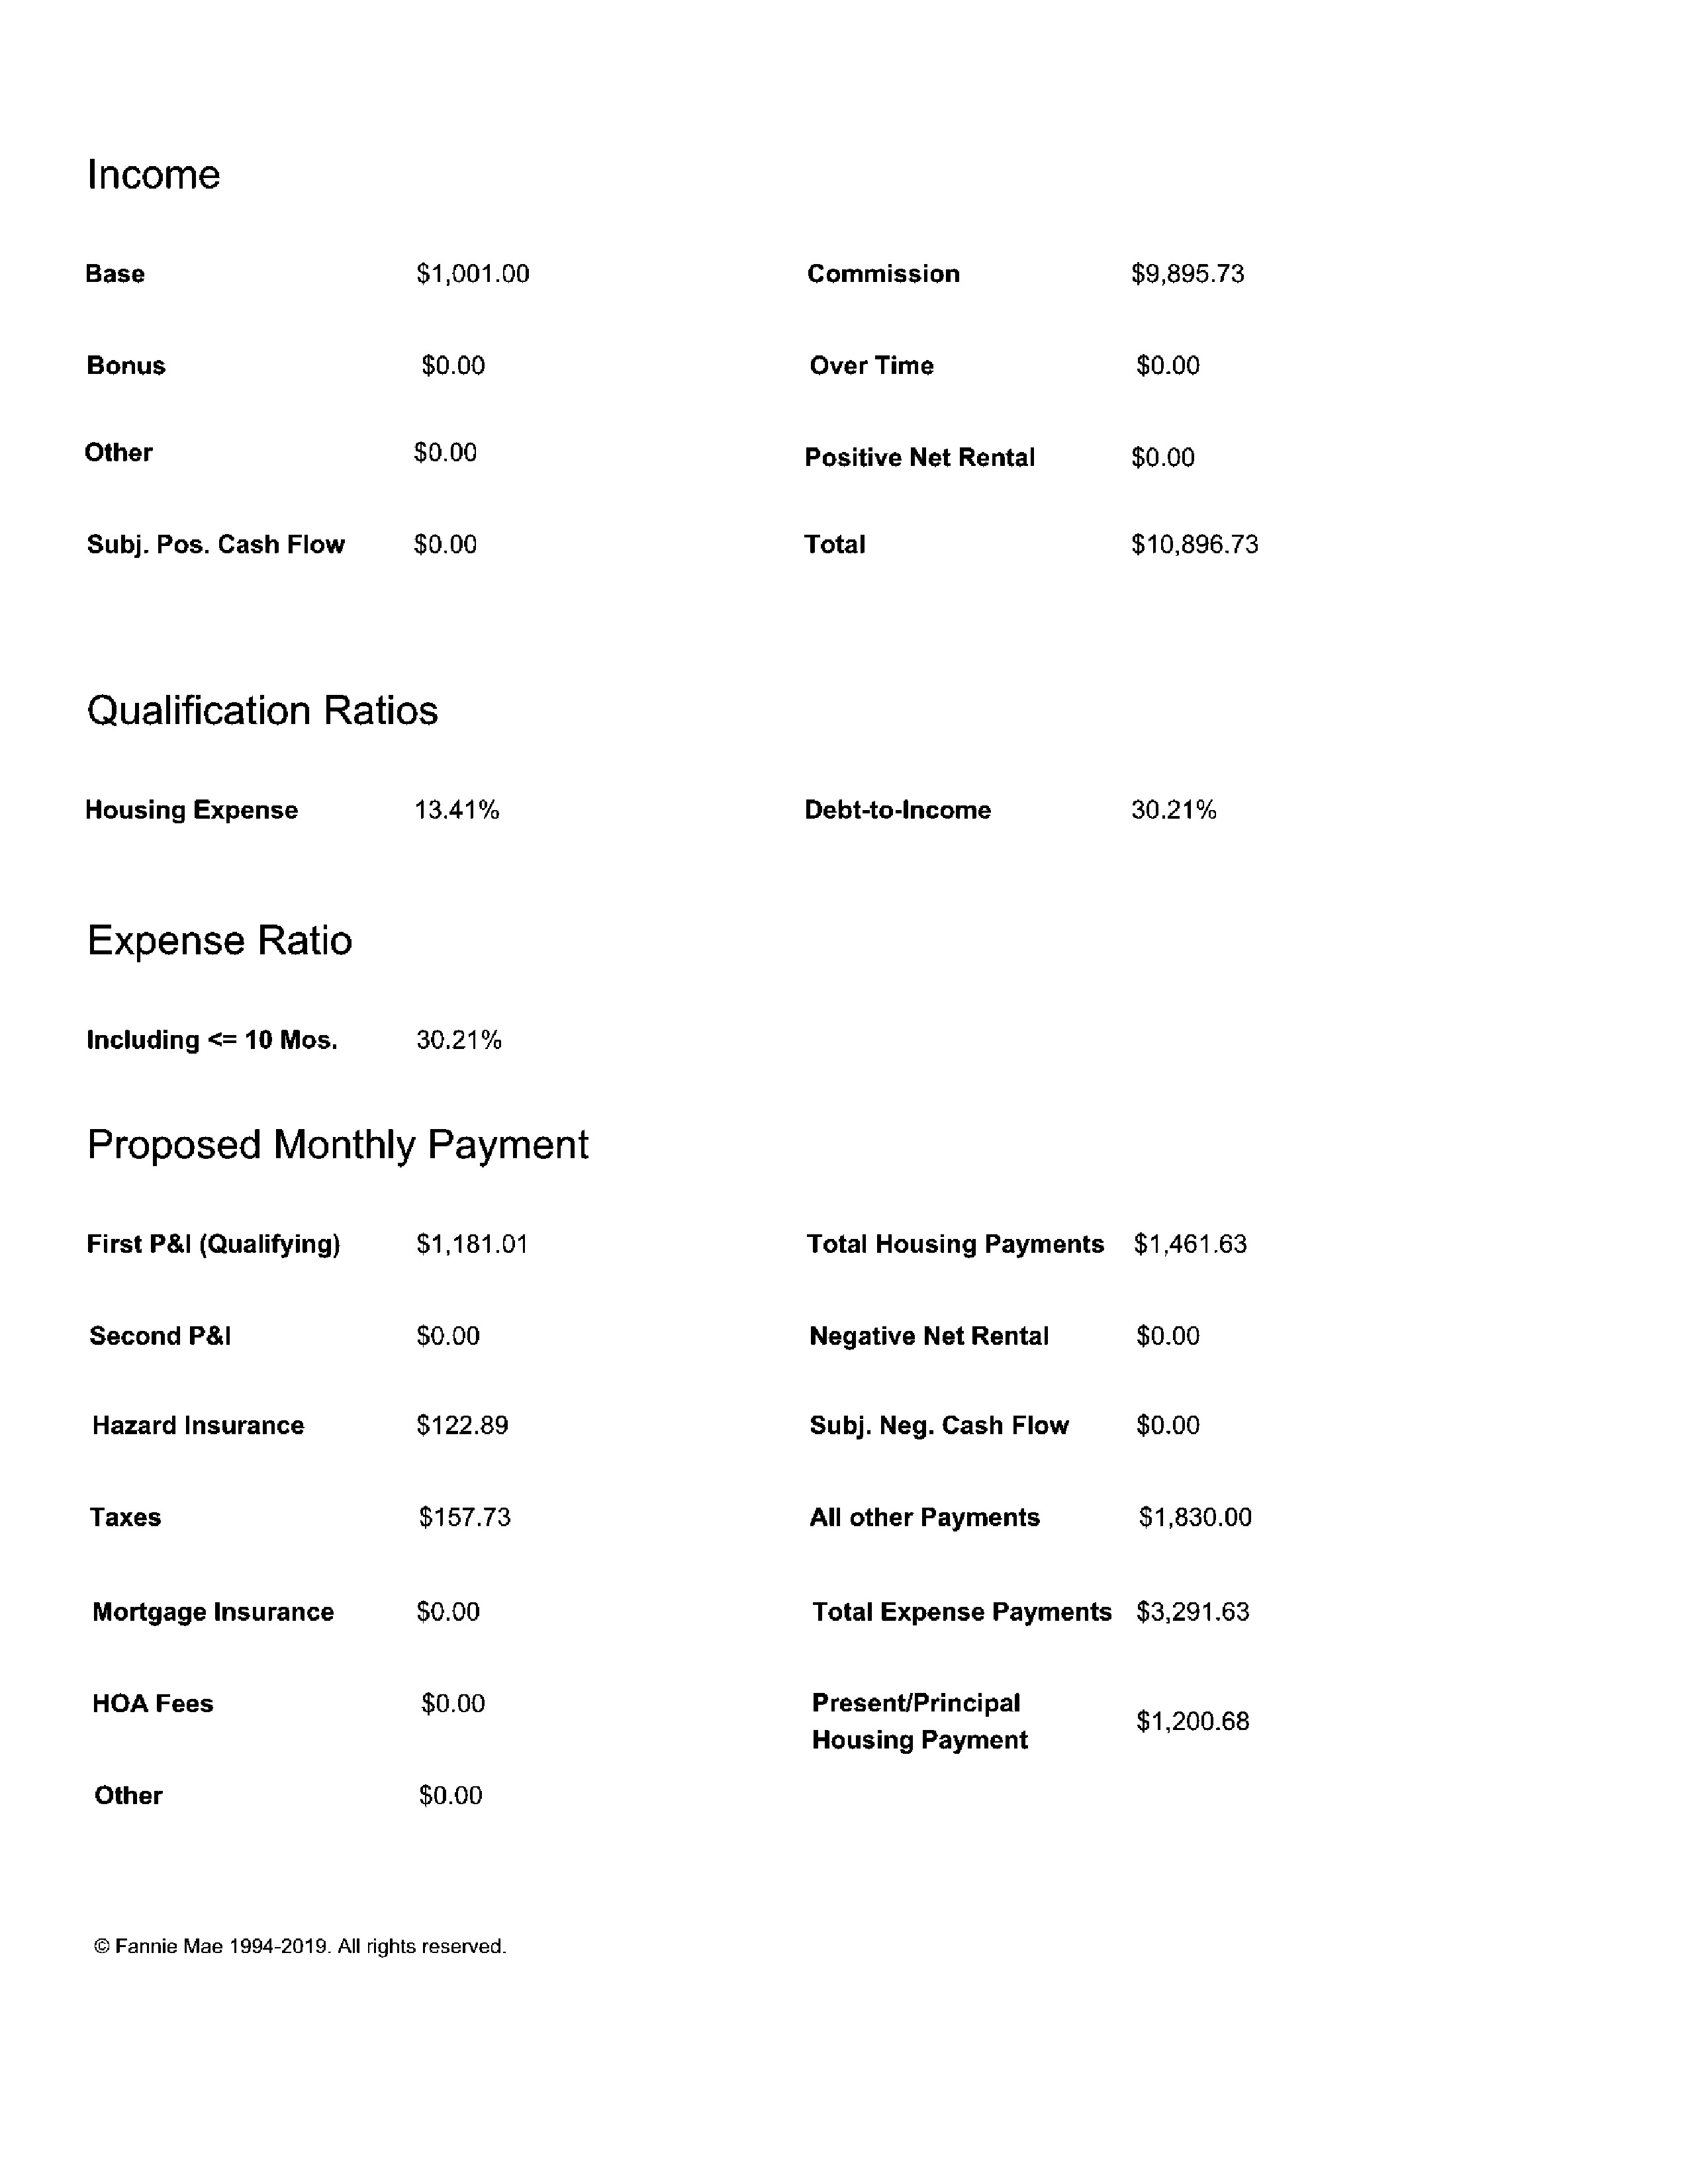 Income
Base $1,001.00 Commission $9,895.73
Bonus $0.00 Over Time $0.00
Other $0.00 Positive Net Rental $0.00
Subj. Pos. Cash Flow $0.00 Total $10,896.73
Qualification Ratios
Housing Expense 13.41% Debt-to-Income 30.21%
Expense Ratio
Including <= 10 Mos. 30.21%
Proposed Monthly Payment
First P&I (Qualifying) $1,181.01 Total Housing Payments $1,461.63
Second P&I $0.00 Negative Net Rental $0.00
Hazard Insurance $122.89 Subj. Neg. Cash Flow $0.00
Taxes $157.73 All other Payments $1,830.00
Mortgage Insurance $0.00 Total Expense Payments $3,291.63
HOA Fees $0.00 Present/Principal
Housing Payment $1,200.68
Other $0.00
© Fannie Mae 1994-2019. All rights reserved.